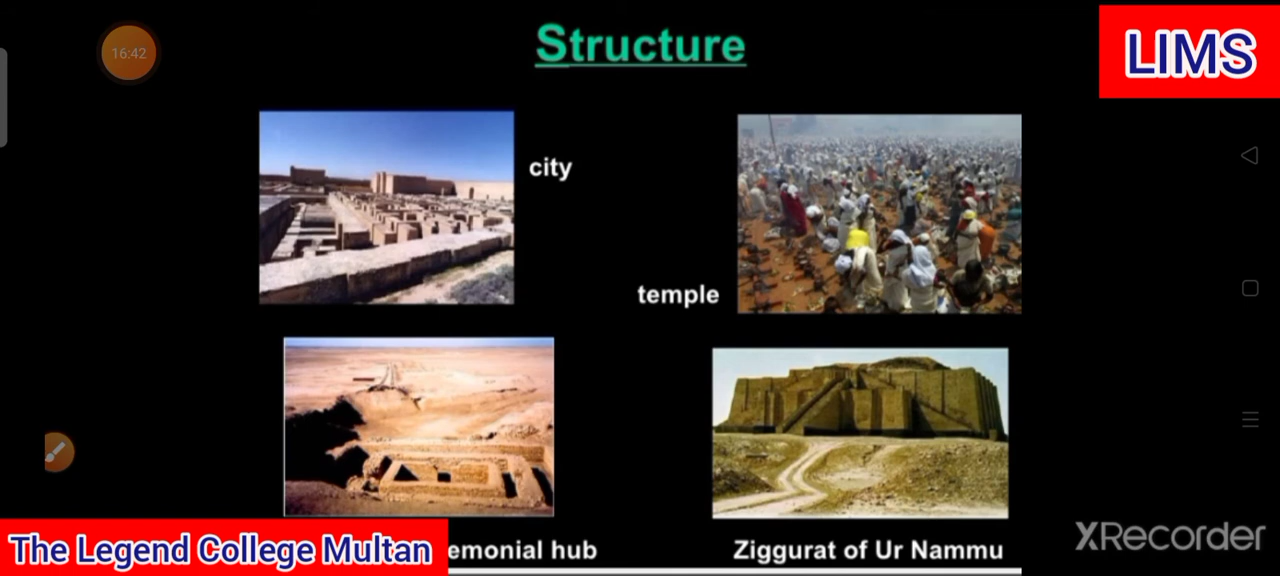 Structure
LIMS
16:42
city
temple
The Legend College Multan
emonial hub
Ziggurat of Ur Nammu
XRecorder